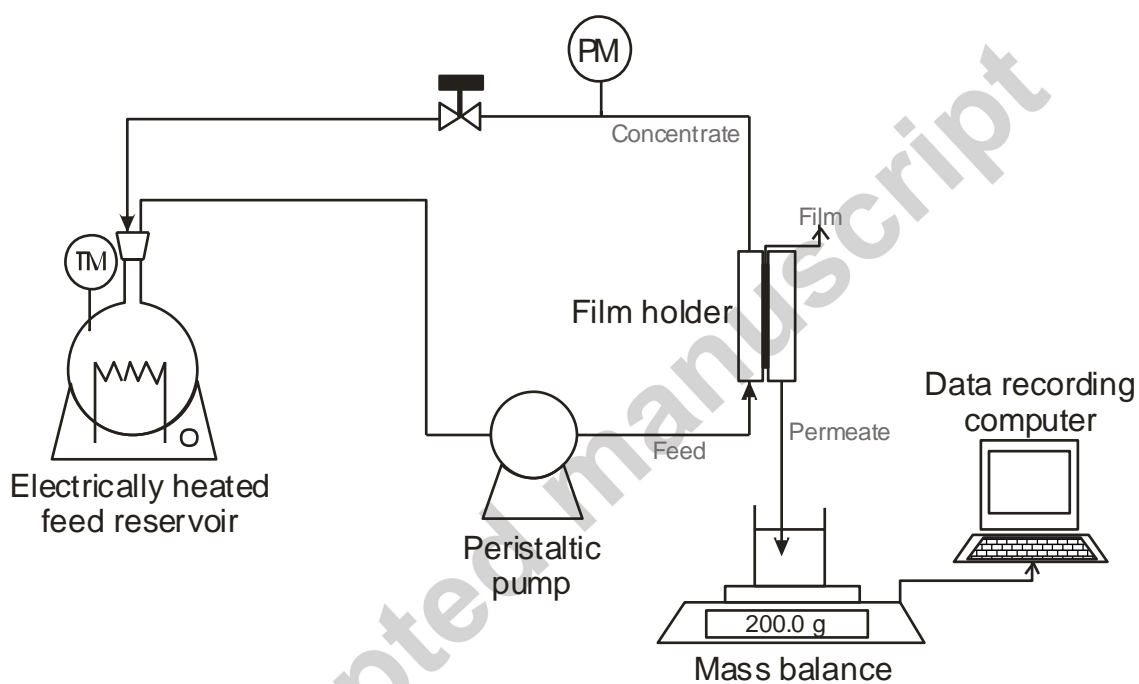 PM
Concentrate
Film
TM
Film holder
Data recording
computer
Permeate
Feed
Electrically heated
feed reservoir
Peristaltic
pump
200.0 g
Mass balance
pted manuscript